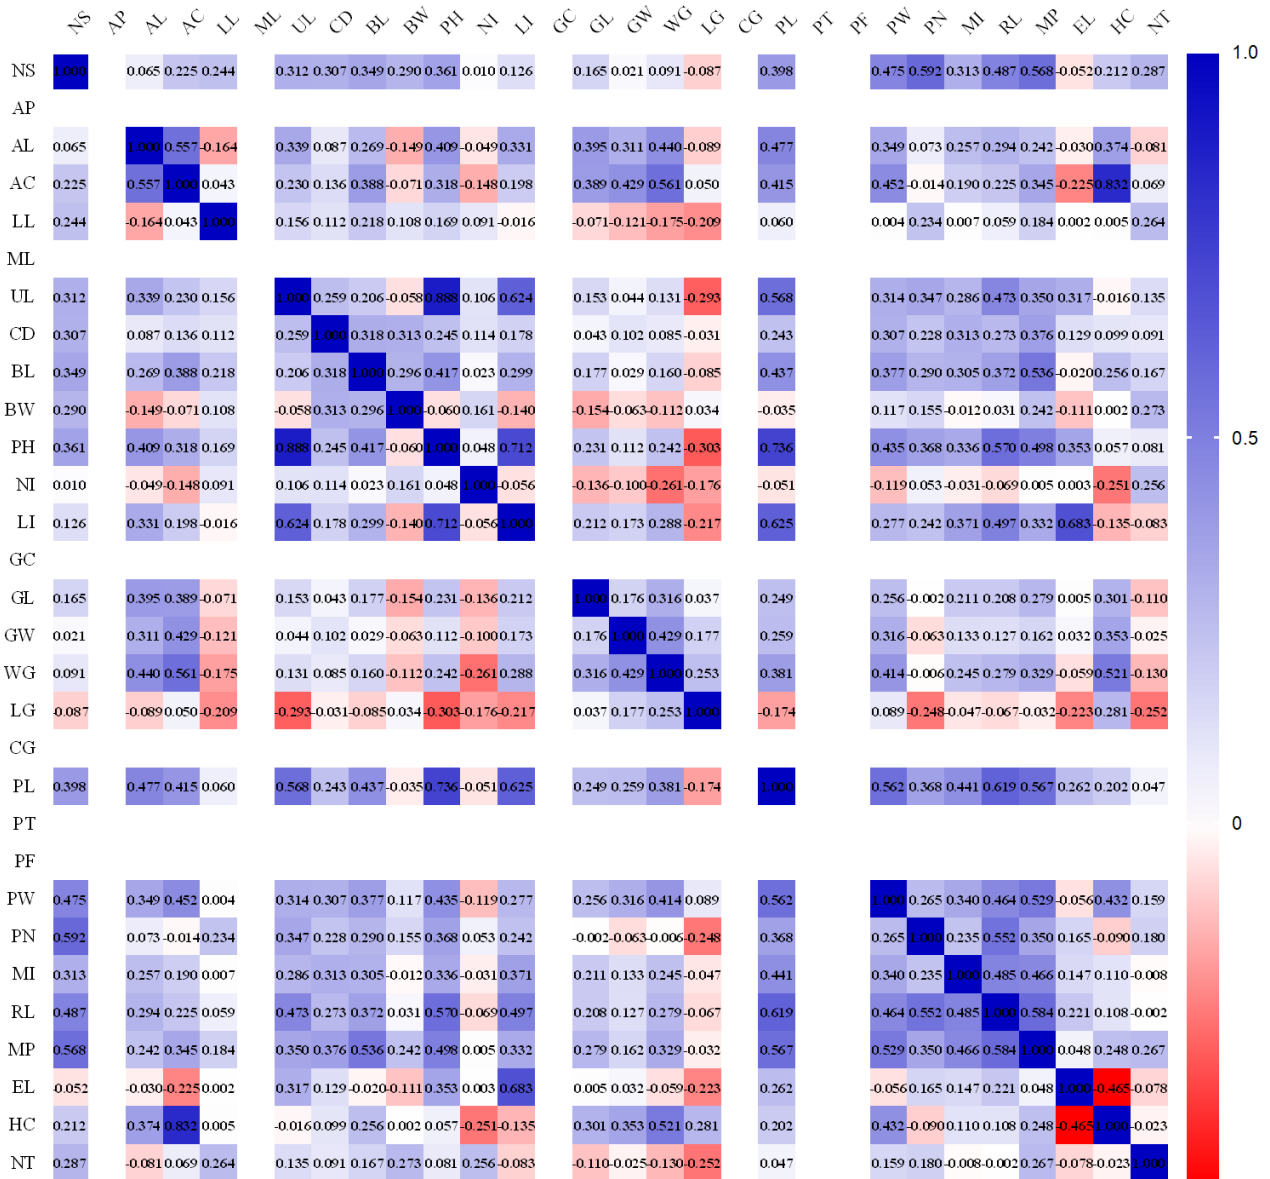 NS AP AL AC LL ML UL CD BL BW PH NI LI GC GL GW WG LG CG PL PT PF PW PN MI RL MP EL HC NT
NS 1.000 0.065 0.225 0.244 0.312 0.307 0.349 0.290 0.361 0.010 0.126 0.165 0.021 0.091 -0.087 0.398 0.475 0.592 0.313 0.487 0.568 -0.052 0.212 0.287 1.0
AP
AL 0.065 1.000 0.557 -0.164 0.339 0.087 0.269 -0.149 0.409 -0.049 0.331 0.395 0.311 0.440 -0.089 0.477 0.349 0.073 0.257 0.294 0.242 -0.030 0.374 -0.081
AC 0.225 0.557 1.000 0.043 0.230 0.136 0.388 -0.071 0.318 -0.148 0.198 0.389 0.429 0.561 0.050 0.415 0.452 -0.014 0.190 0.225 0.345 -0.225 0.832 0.069
LL 0.244 -0.164 0.043 1.000 0.156 0.112 0.218 0.108 0.169 0.091 -0.016 -0.071 -0.121 -0.175 -0.209 0.060 0.004 0.234 0.007 0.059 0.184 0.002 0.005 0.264
ML
UL 0.312 0.339 0.230 0.156 1.000 0.259 0.206 -0.058 0.888 0.106 0.624 0.153 0.044 0.131 -0.293 0.568 0.314 0.347 0.286 0.473 0.350 0.317 -0.016 0.135
CD 0.307 0.087 0.136 0.112 0.259 1.000 0.318 0.313 0.245 0.114 0.178 0.043 0.102 0.085 -0.031 0.243 0.307 0.228 0.313 0.273 0.376 0.129 0.099 0.091
BL 0.349 0.269 0.388 0.218 0.206 0.318 1.000 0.296 0.417 0.023 0.299 0.177 0.029 0.160 -0.085 0.437 0.377 0.290 0.305 0.372 0.536 -0.020 0.256 0.167
BW 0.290 -0.149 -0.071 0.108 -0.058 0.313 0.296 1.000 -0.060 0.161 -0.140 -0.154 -0.063 -0.112 0.034 -0.035 0.117 0.155 -0.012 0.031 0.242 -0.111 0.002 0.273
PH 0.361 0.409 0.318 0.169 0.888 0.245 0.417 -0.060 1.000 0.048 0.712 0.231 0.112 0.242 -0.303 0.736 0.435 0.368 0.336 0.570 0.498 0.353 0.057 0.081 0.5
NI 0.010 -0.049 -0.148 0.091 0.106 0.114 0.023 0.161 0.048 1.000 -0.056 -0.136 -0.100 -0.261 -0.176 -0.051 -0.119 0.053 -0.031 -0.069 0.005 0.003 -0.251 0.256
LI 0.126 0.331 0.198 -0.016 0.624 0.178 0.299 -0.140 0.712 -0.056 1.000 0.212 0.173 0.288 -0.217 0.625 0.277 0.242 0.371 0.497 0.332 0.683 -0.135 -0.083
GC
GL 0.165 0.395 0.389 -0.071 0.153 0.043 0.177 -0.154 0.231 -0.136 0.212 1.000 0.176 0.316 0.037 0.249 0.256 -0.002 0.211 0.208 0.279 0.005 0.301 -0.110
GW 0.021 0.311 0.429 -0.121 0.044 0.102 0.029 -0.063 0.112 -0.100 0.173 0.176 1.000 0.429 0.177 0.259 0.316 -0.063 0.133 0.127 0.162 0.032 0.353 -0.025
WG 0.091 0.440 0.561 -0.175 0.131 0.085 0.160 -0.112 0.242 -0.261 0.288 0.316 0.429 1.000 0.253 0.381 0.414 -0.006 0.245 0.279 0.329 -0.059 0.521 -0.130
LG -0.087 -0.089 0.050 -0.209 -0.293 -0.031 -0.085 0.034 -0.303 -0.176 -0.217 0.037 0.177 0.253 1.000 -0.174 0.089 -0.248 -0.047 -0.067 -0.032 -0.223 0.281 -0.252
CG
PL 0.398 0.477 0.415 0.060 0.568 0.243 0.437 -0.035 0.736 -0.051 0.625 0.249 0.259 0.381 -0.174 1.000 0.562 0.368 0.441 0.619 0.567 0.262 0.202 0.047
PT 0
PF
PW 0.475 0.349 0.452 0.004 0.314 0.307 0.377 0.117 0.435 -0.119 0.277 0.256 0.316 0.414 0.089 0.562 1.000 0.265 0.340 0.464 0.529 -0.056 0.432 0.159
PN 0.592 0.073 -0.014 0.234 0.347 0.228 0.290 0.155 0.368 0.053 0.242 -0.002 -0.063 -0.006 -0.248 0.368 0.265 1.000 0.235 0.552 0.350 0.165 -0.090 0.180
MI 0.313 0.257 0.190 0.007 0.286 0.313 0.305 -0.012 0.336 -0.031 0.371 0.211 0.133 0.245 -0.047 0.441 0.340 0.235 1.000 0.485 0.466 0.147 0.110 -0.008
RL 0.487 0.294 0.225 0.059 0.473 0.273 0.372 0.031 0.570 -0.069 0.497 0.208 0.127 0.279 -0.067 0.619 0.464 0.552 0.485 1.000 0.584 0.221 0.108 -0.002
MP 0.568 0.242 0.345 0.184 0.350 0.376 0.536 0.242 0.498 0.005 0.332 0.279 0.162 0.329 -0.032 0.567 0.529 0.350 0.466 0.584 1.000 0.048 0.248 0.267
EL -0.052 -0.030 -0.225 0.002 0.317 0.129 -0.020 -0.111 0.353 0.003 0.683 0.005 0.032 -0.059 -0.223 0.262 -0.056 0.165 0.147 0.221 0.048 1.000 -0.465 -0.078
HC 0.212 0.374 0.832 0.005 -0.016 0.099 0.256 0.002 0.057 -0.251 -0.135 0.301 0.353 0.521 0.281 0.202 0.432 -0.090 0.110 0.108 0.248 -0.465 1.000 -0.023
NT 0.287 -0.081 0.069 0.264 0.135 0.091 0.167 0.273 0.081 0.256 -0.083 -0.110 -0.025 -0.130 -0.252 0.047 0.159 0.180 -0.008 -0.002 0.267 -0.078 -0.023 1.000